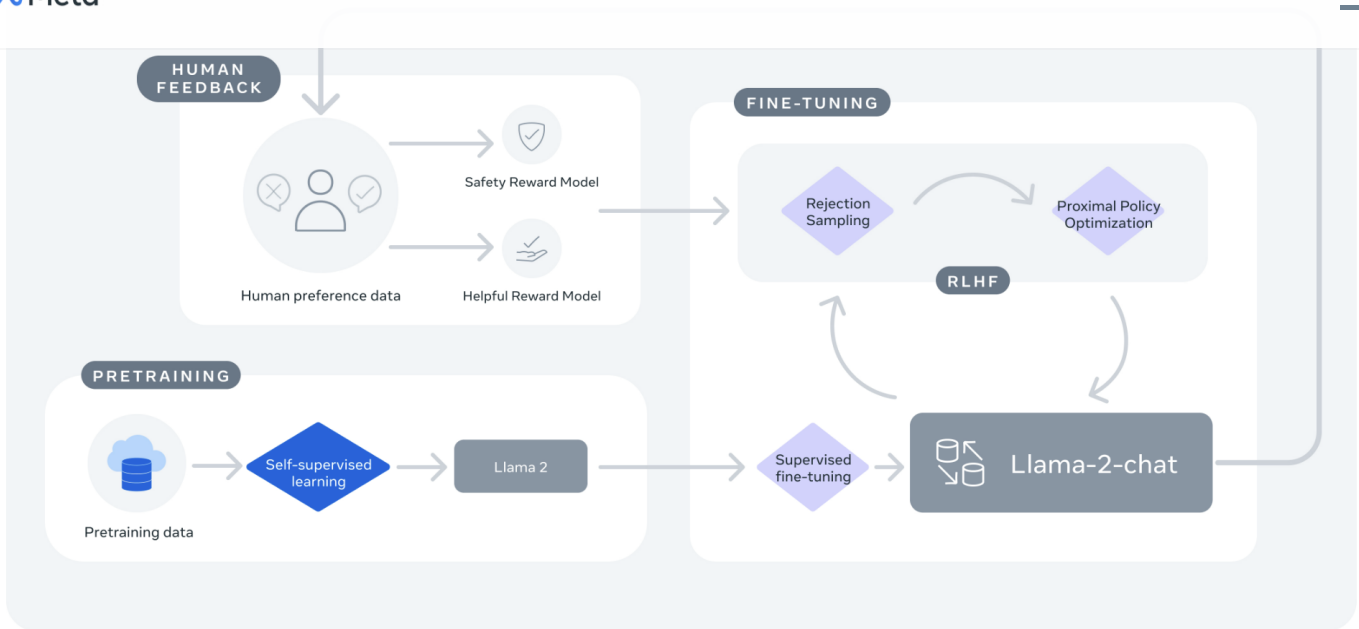 Meta
HUMAN
FEEDBACK
Safety Reward Model
Helpful Reward Model
Human preference data
FINE-TUNING
Rejection
Sampling
Proximal Policy
Optimization
RLHF
PRETRAINING
Self-supervised
learning
Llama 2
Pretraining data
Supervised
fine-tuning
Llama-2-chat